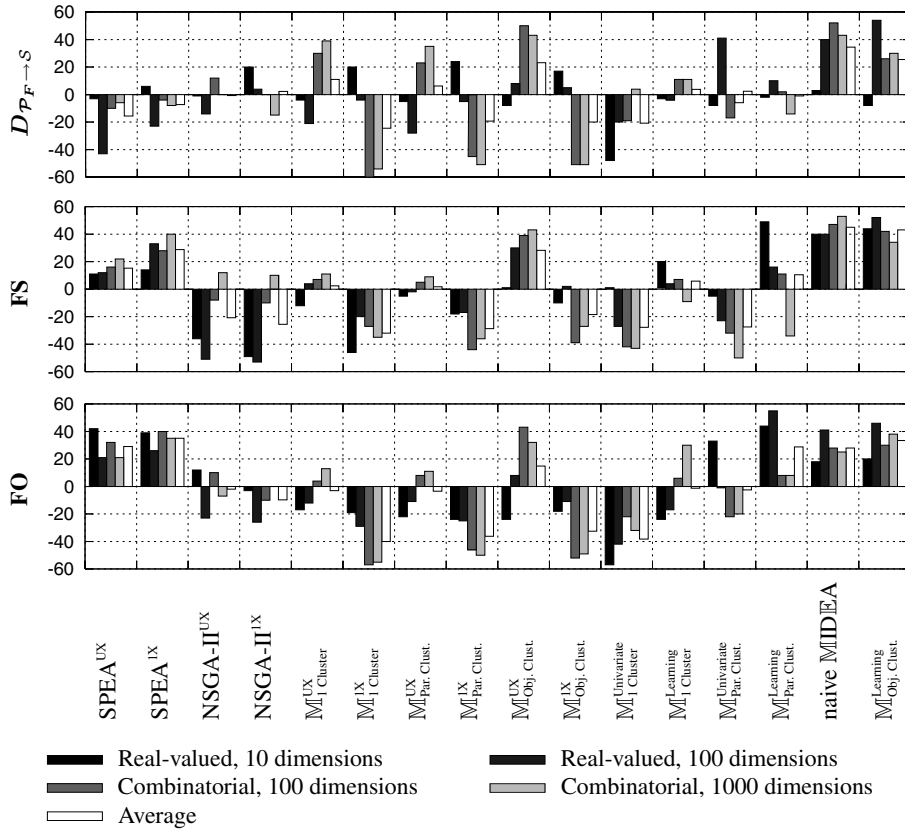 60
40
20
0
-20
-40
-60
D_{𝒫_F→𝒮}
60
40
20
0
-20
-40
-60
FS
60
40
20
0
-20
-40
-60
FO
SPEA^UX
SPEA^1X
NSGA-II^UX
NSGA-II^1X
𝕄^UX_1 Cluster
𝕄^1X_1 Cluster
𝕄^UX_Par. Clust.
𝕄^1X_Par. Clust.
𝕄^UX_Obj. Clust.
𝕄^1X_Obj. Clust.
𝕄^Univariate_1 Cluster
𝕄^Learning_1 Cluster
𝕄^Univariate_Par. Clust.
𝕄^Learning_Par. Clust.
naive 𝕄ID𝔼A
𝕄^Learning_Obj. Clust.
Real-valued, 10 dimensions
Real-valued, 100 dimensions
Combinatorial, 100 dimensions
Combinatorial, 1000 dimensions
Average